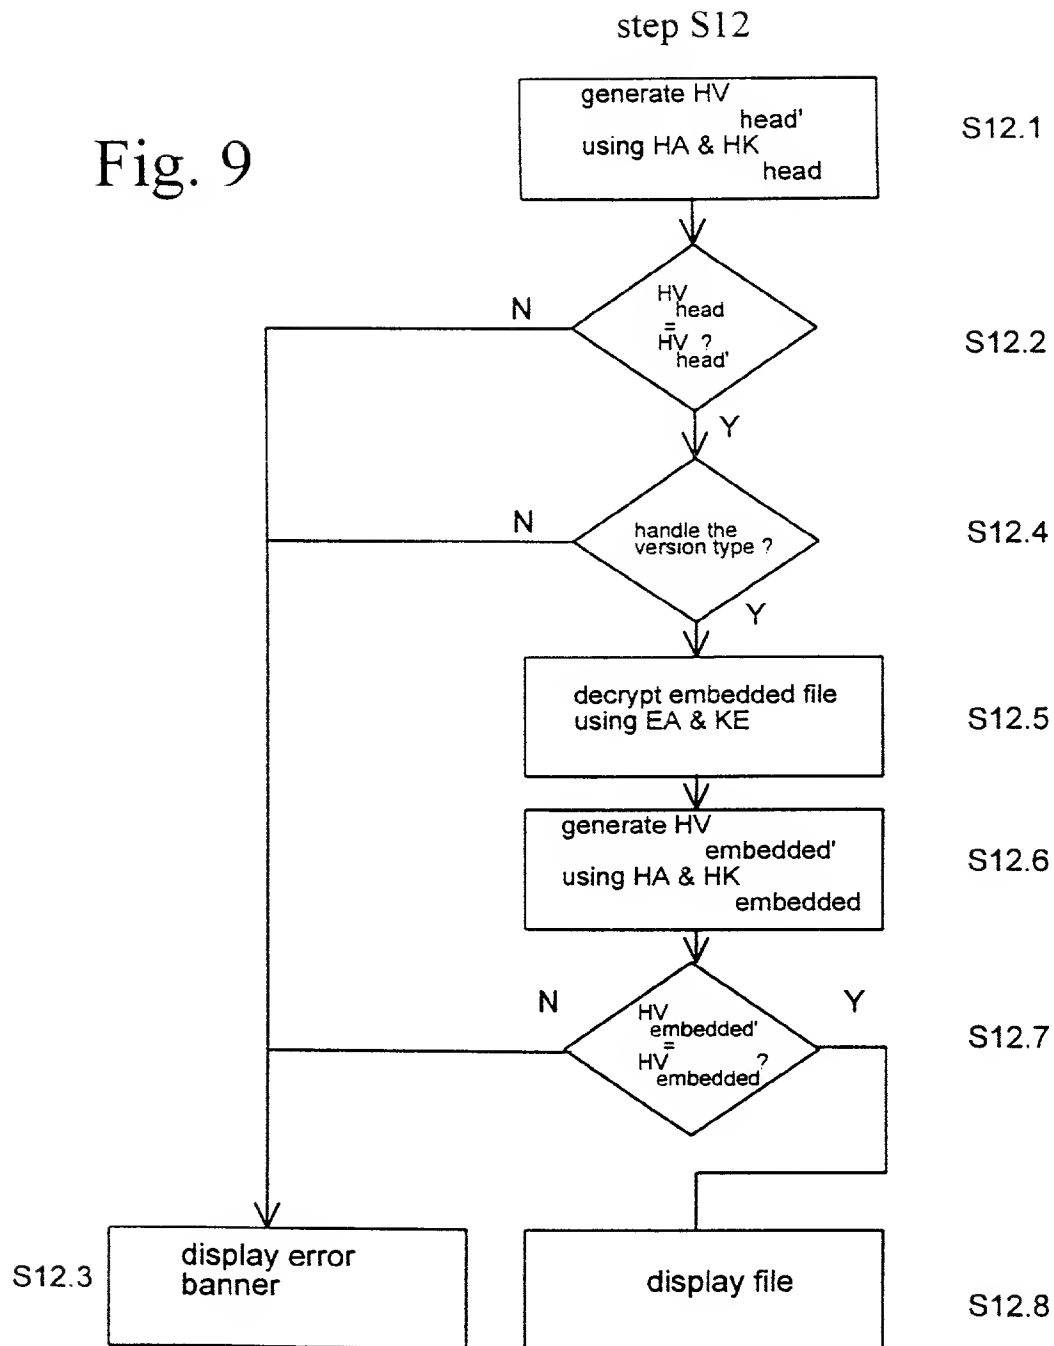 step S12
Fig. 9
generate HV
head'
using HA & HK
head
S12.1
N
HV
head
=
HV ?
head'
S12.2
Y
N
handle the
version type ?
S12.4
Y
decrypt embedded file
using EA & KE
S12.5
generate HV
embedded'
using HA & HK
embedded
S12.6
N
Y
HV
embedded'
=
HV ?
embedded
S12.7
S12.3
display error
banner
display file
S12.8